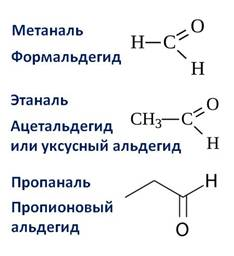 Метаналь
Формальдегид
H—C
O
H
Этаналь
Ацетальдегид
или уксусный альдегид
CH₃—C
O
H
Пропаналь
Пропионовый
альдегид
H
O